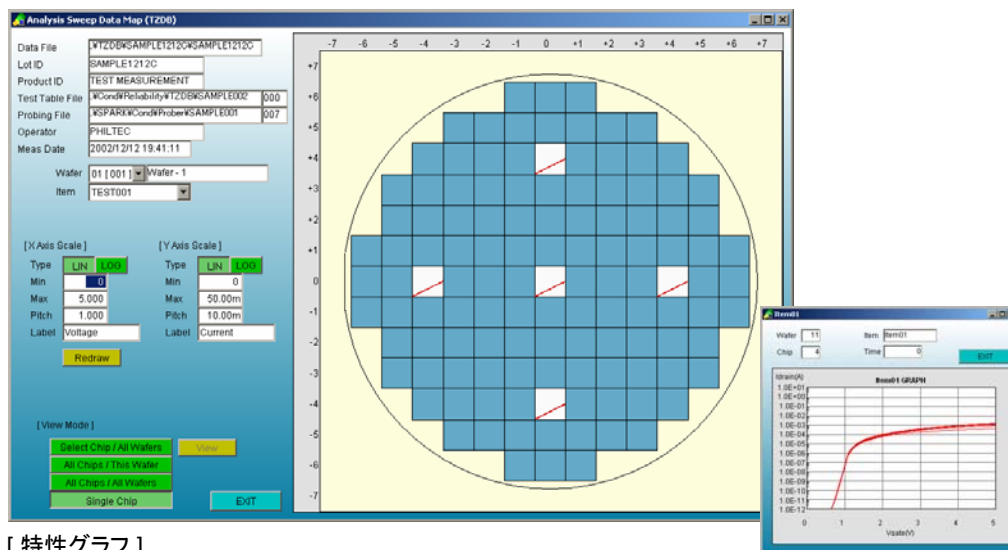 Analysis Sweep Data Map (TZDB)
Data File .¥TZDB¥SAMPLE1212C¥SAMPLE1212C
Lot ID SAMPLE1212C
Product ID TEST MEASUREMENT
Test Table File .¥Cond¥Reliability¥TZDB¥SAMPLE002 000
Probing File .¥SPARK¥Cond¥Prober¥SAMPLE001 007
Operator PHILTEC
Meas Date 2002/12/12 19:41:11
Wafer 01 [ 001 ] Wafer - 1
Item TEST001
[ X Axis Scale ] [ Y Axis Scale ]
Type LIN LOG Type LIN LOG
Min 0 Min 0
Max 5.000 Max 50.00m
Pitch 1.000 Pitch 10.00m
Label Voltage Label Current
Redraw
[ View Mode ]
Select Chip / All Wafers View
All Chips / This Wafer
All Chips / All Wafers
Single Chip EXIT
-7 -6 -5 -4 -3 -2 -1 0 +1 +2 +3 +4 +5 +6 +7
+7
+6
+5
+4
+3
+2
+1
0
-1
-2
-3
-4
-5
-6
-7
Item01
Wafer 11 Item Item01
Chip 4 Time 0 EXIT
Idrain(A) Item01 GRAPH
1.0E+01
1.0E+00
1.0E-01
1.0E-02
1.0E-03
1.0E-04
1.0E-05
1.0E-06
1.0E-07
1.0E-08
1.0E-09
1.0E-10
1.0E-11
1.0E-12
0 1 2 3 4 5
Vgate(V)
[ 特性グラフ ]